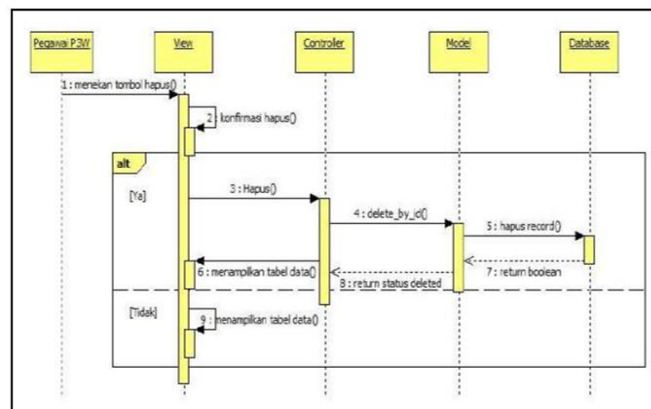 Pegawai P3W
View
Controller
Model
Database
1 : menekan tombol hapus()
2 : konfirmasi hapus()
alt
[Ya]
3 : Hapus()
4 : delete_by_id()
5 : hapus record()
6 : menampilkan tabel data()
7 : return boolean
8 : return status deleted
[Tidak]
9 : menampilkan tabel data()